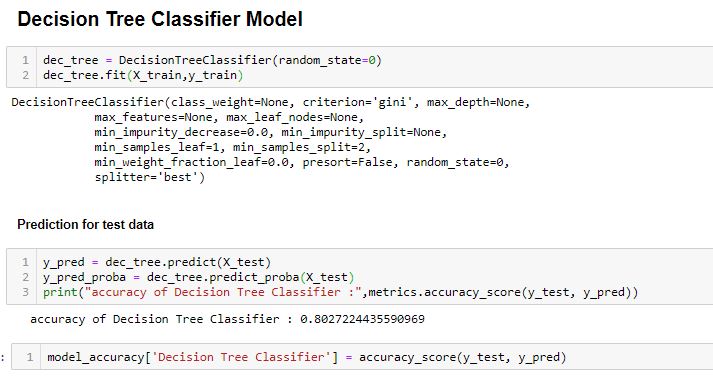 Decision Tree Classifier Model
1 dec_tree = DecisionTreeClassifier(random_state=0)
2 dec_tree.fit(X_train,y_train)
DecisionTreeClassifier(class_weight=None, criterion='gini', max_depth=None,
max_features=None, max_leaf_nodes=None,
min_impurity_decrease=0.0, min_impurity_split=None,
min_samples_leaf=1, min_samples_split=2,
min_weight_fraction_leaf=0.0, presort=False, random_state=0,
splitter='best')
Prediction for test data
1 y_pred = dec_tree.predict(X_test)
2 y_pred_proba = dec_tree.predict_proba(X_test)
3 print("accuracy of Decision Tree Classifier :",metrics.accuracy_score(y_test, y_pred))
accuracy of Decision Tree Classifier : 0.8027224435590969
: 1 model_accuracy['Decision Tree Classifier'] = accuracy_score(y_test, y_pred)